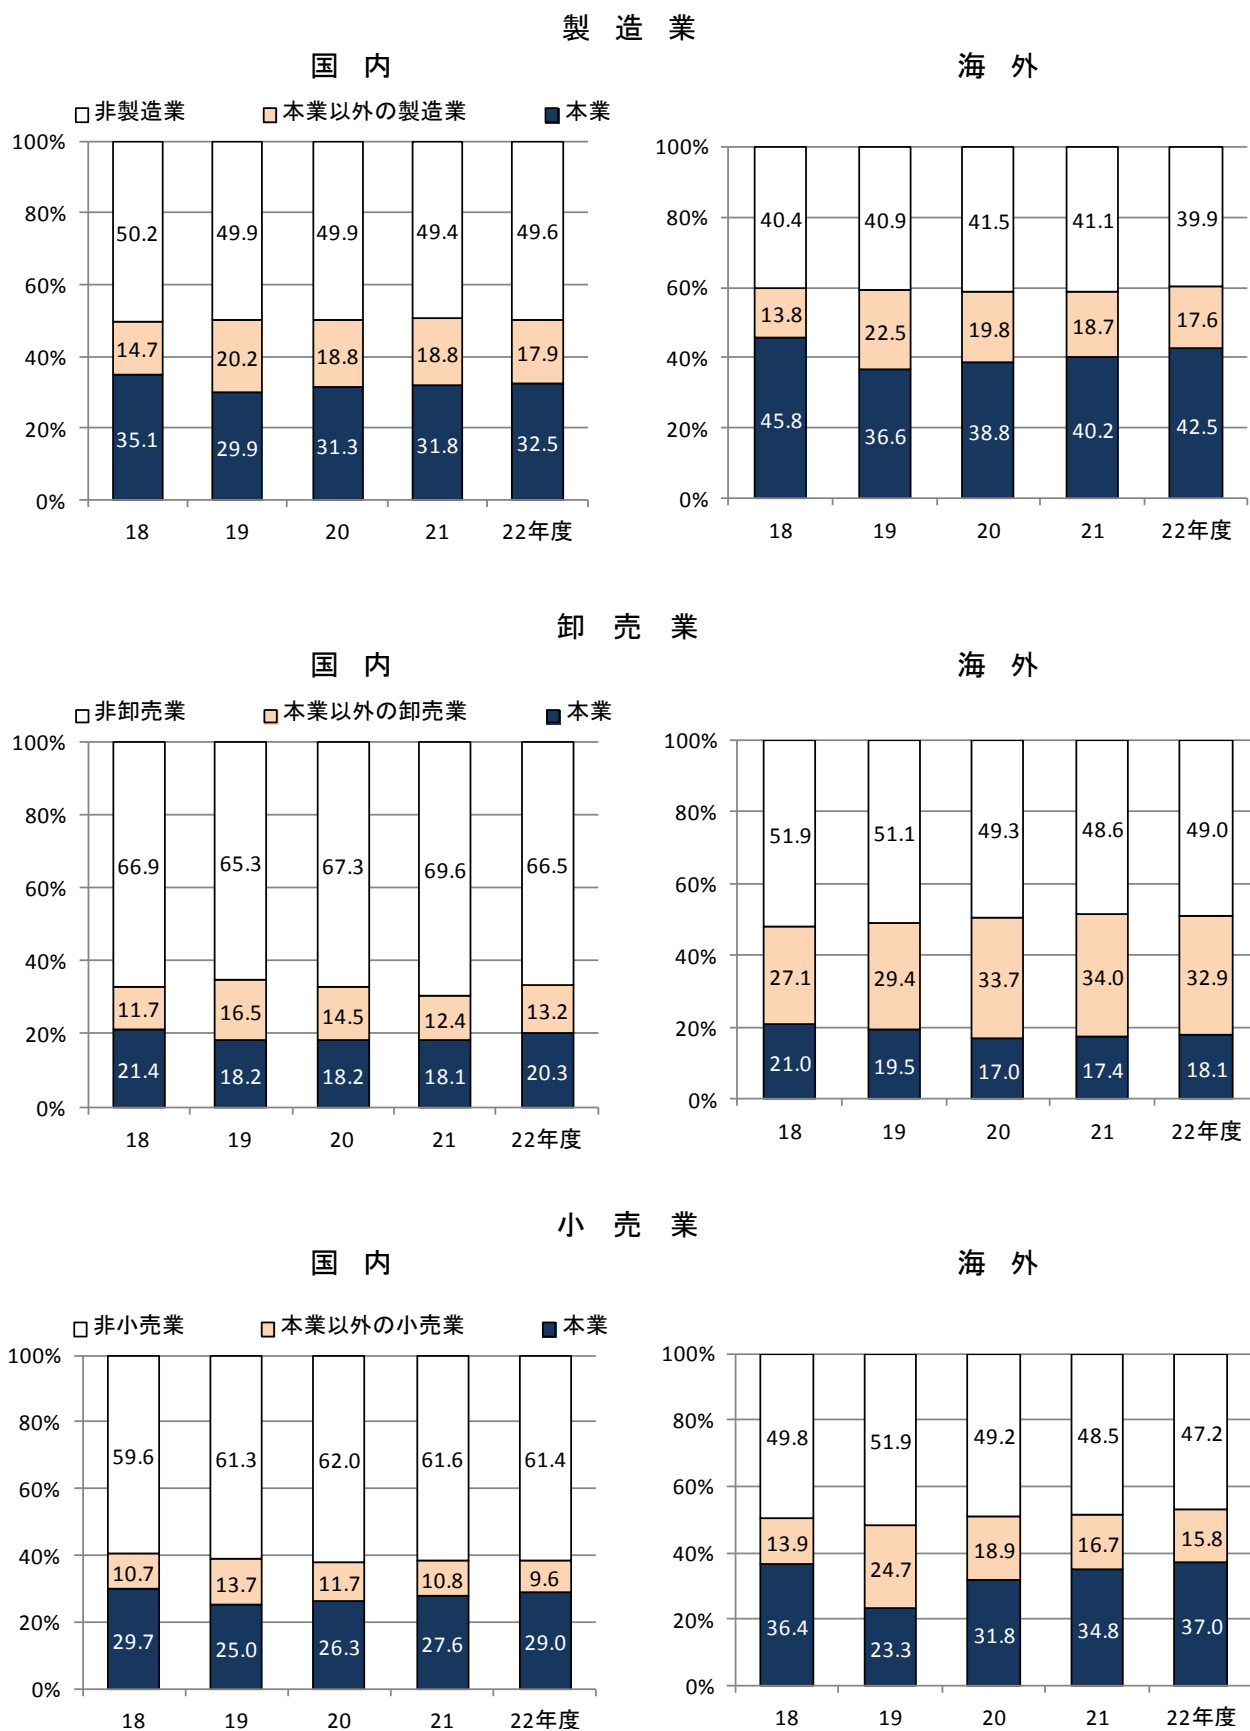 製 造 業
国 内
海 外
非製造業 本業以外の製造業 本業
100%
80%
60%
40%
20%
0%
50.2 49.9 49.9 49.4 49.6
14.7 20.2 18.8 18.8 17.9
35.1 29.9 31.3 31.8 32.5
18 19 20 21 22年度
100%
80%
60%
40%
20%
0%
40.4 40.9 41.5 41.1 39.9
13.8 22.5 19.8 18.7 17.6
45.8 36.6 38.8 40.2 42.5
18 19 20 21 22年度
卸 売 業
国 内
海 外
非卸売業 本業以外の卸売業 本業
100%
80%
60%
40%
20%
0%
66.9 65.3 67.3 69.6 66.5
11.7 16.5 14.5 12.4 13.2
21.4 18.2 18.2 18.1 20.3
18 19 20 21 22年度
100%
80%
60%
40%
20%
0%
51.9 51.1 49.3 48.6 49.0
27.1 29.4 33.7 34.0 32.9
21.0 19.5 17.0 17.4 18.1
18 19 20 21 22年度
小 売 業
国 内
海 外
非小売業 本業以外の小売業 本業
100%
80%
60%
40%
20%
0%
59.6 61.3 62.0 61.6 61.4
10.7 13.7 11.7 10.8 9.6
29.7 25.0 26.3 27.6 29.0
18 19 20 21 22年度
100%
80%
60%
40%
20%
0%
49.8 51.9 49.2 48.5 47.2
13.9 24.7 18.9 16.7 15.8
36.4 23.3 31.8 34.8 37.0
18 19 20 21 22年度